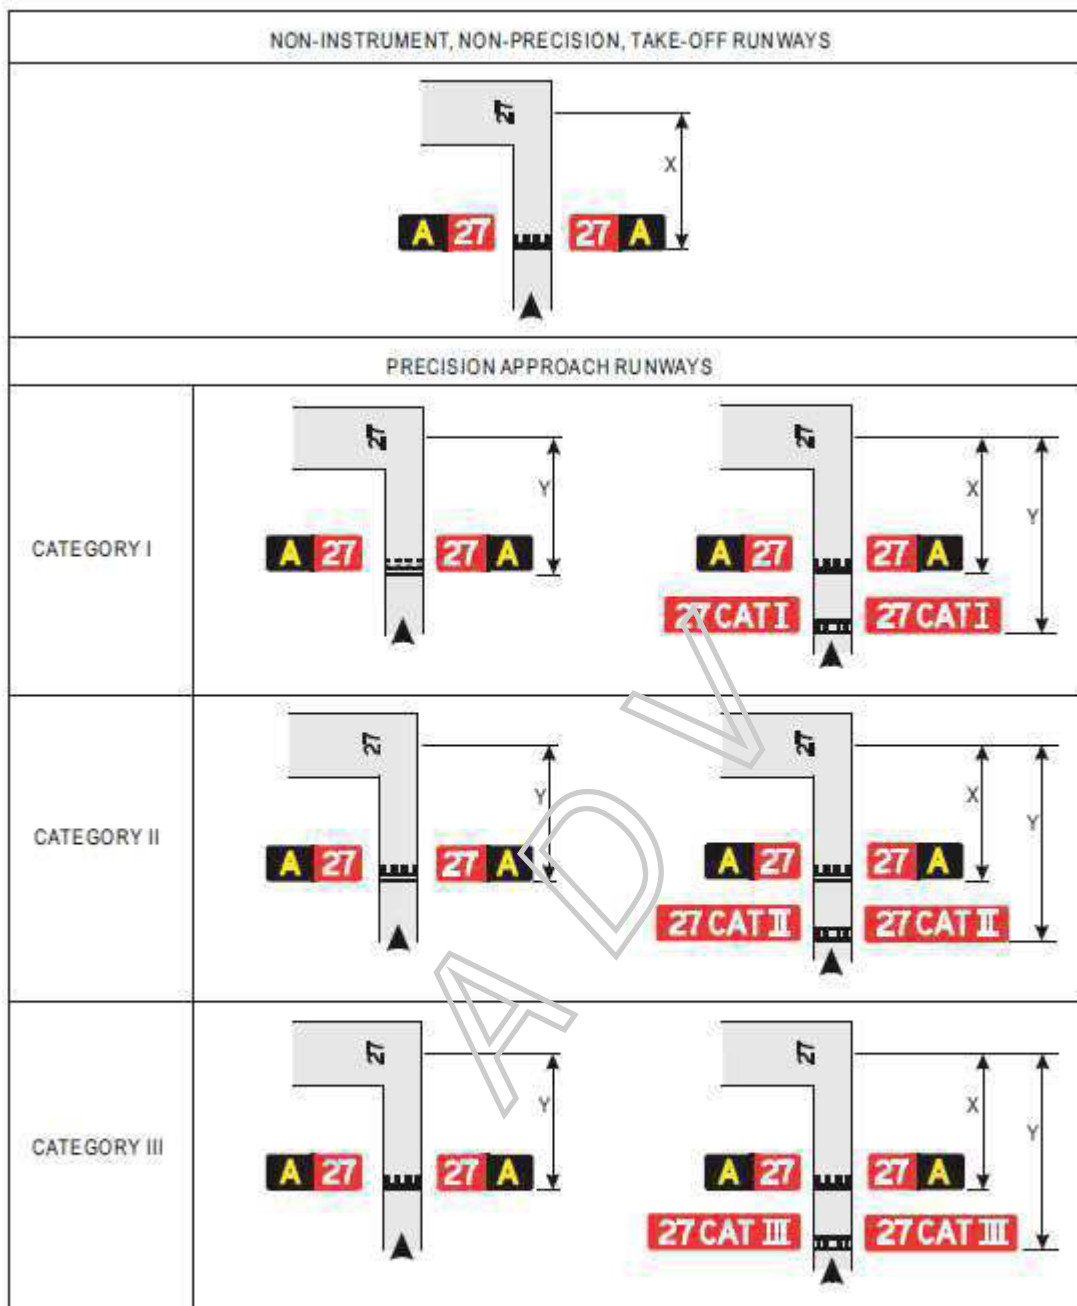 NON-INSTRUMENT, NON-PRECISION, TAKE-OFF RUNWAYS
27
X
A 27 27 A
PRECISION APPROACH RUNWAYS
CATEGORY I
27
Y
A 27 27 A
27
X
Y
A 27 27 A
27 CAT I 27 CAT I
CATEGORY II
27
Y
A 27 27 A
27
X
Y
A 27 27 A
27 CAT II 27 CAT II
CATEGORY III
27
Y
A 27 27 A
27
X
Y
A 27 27 A
27 CAT III 27 CAT III
ADV